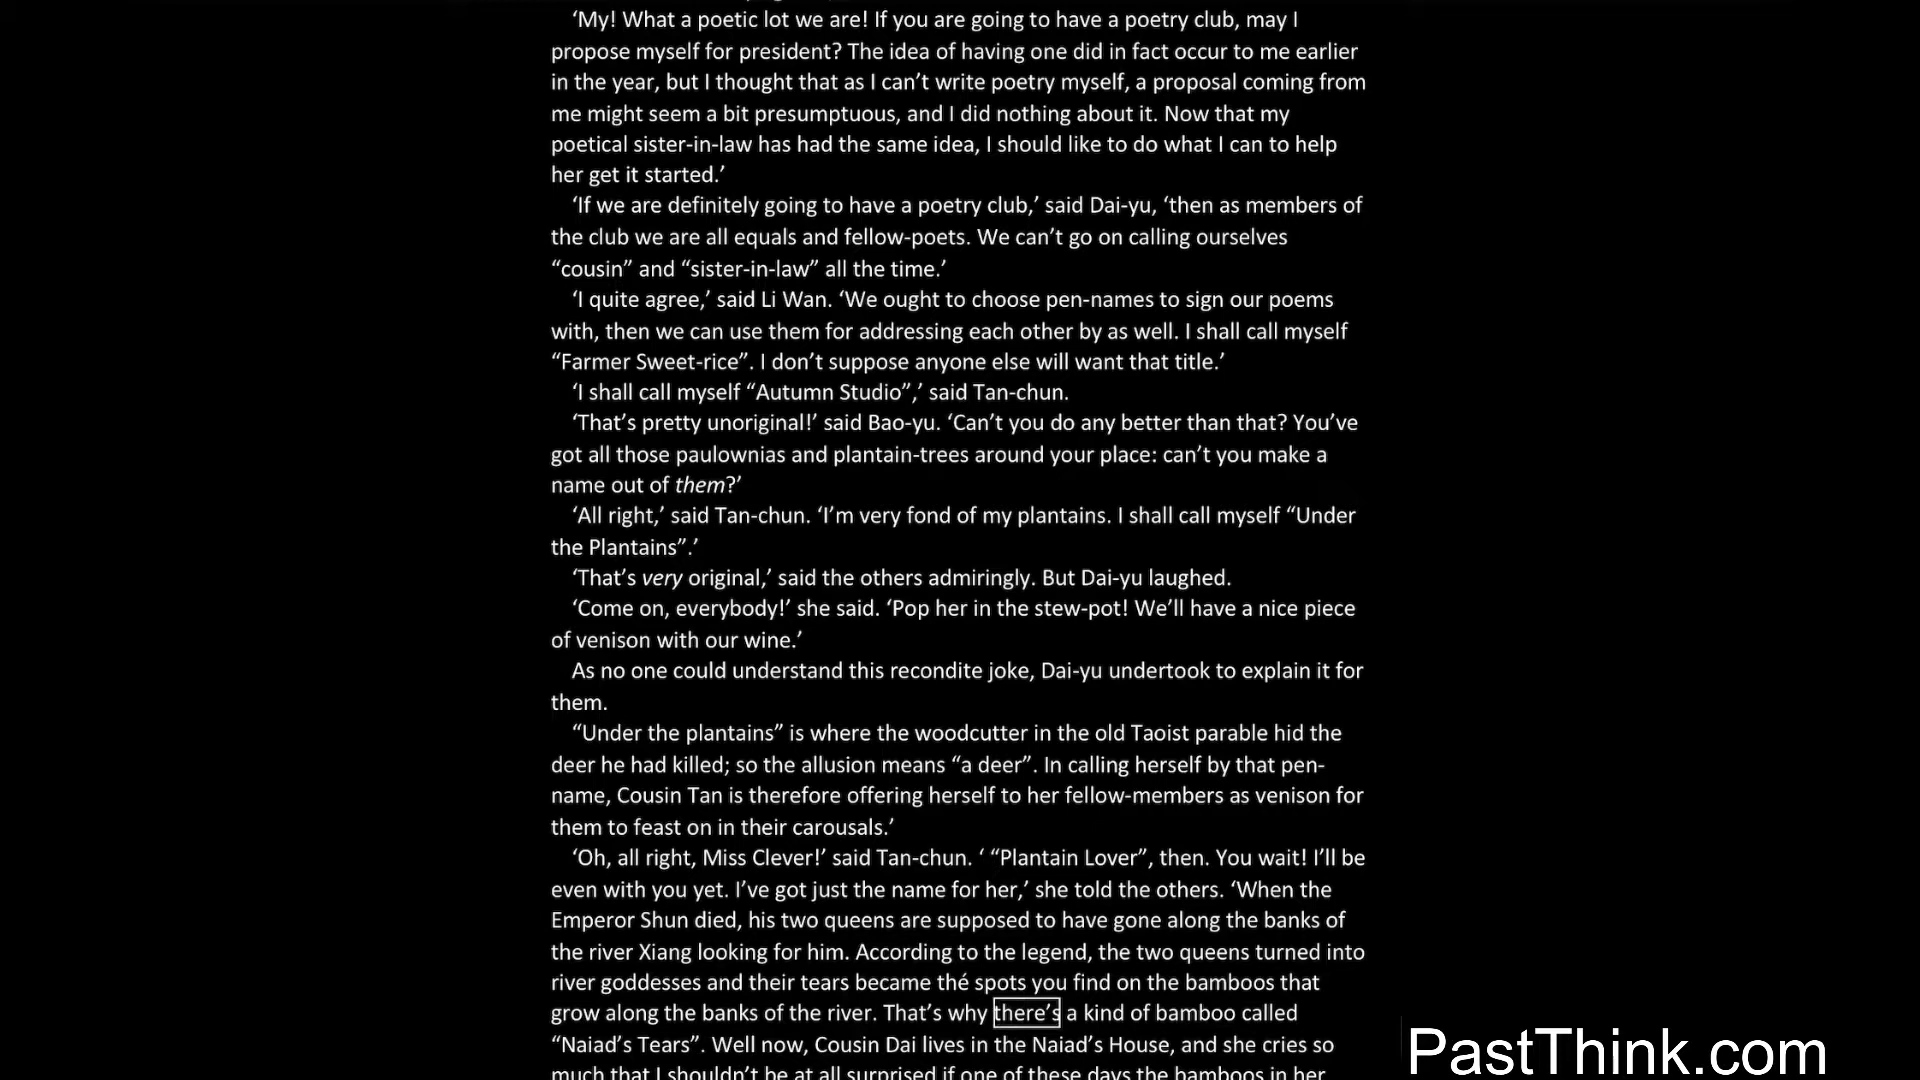 ‘My! What a poetic lot we are! If you are going to have a poetry club, may I
propose myself for president? The idea of having one did in fact occur to me earlier
in the year, but I thought that as I can’t write poetry myself, a proposal coming from
me might seem a bit presumptuous, and I did nothing about it. Now that my
poetical sister-in-law has had the same idea, I should like to do what I can to help
her get it started.’
‘If we are definitely going to have a poetry club,’ said Dai-yu, ‘then as members of
the club we are all equals and fellow-poets. We can’t go on calling ourselves
“cousin” and “sister-in-law” all the time.’
‘I quite agree,’ said Li Wan. ‘We ought to choose pen-names to sign our poems
with, then we can use them for addressing each other by as well. I shall call myself
“Farmer Sweet-rice”. I don’t suppose anyone else will want that title.’
‘I shall call myself “Autumn Studio”,’ said Tan-chun.
‘That’s pretty unoriginal!’ said Bao-yu. ‘Can’t you do any better than that? You’ve
got all those paulownias and plantain-trees around your place: can’t you make a
name out of them?’
‘All right,’ said Tan-chun. ‘I’m very fond of my plantains. I shall call myself “Under
the Plantains”.’
‘That’s very original,’ said the others admiringly. But Dai-yu laughed.
‘Come on, everybody!’ she said. ‘Pop her in the stew-pot! We’ll have a nice piece
of venison with our wine.’
As no one could understand this recondite joke, Dai-yu undertook to explain it for
them.
“Under the plantains” is where the woodcutter in the old Taoist parable hid the
deer he had killed; so the allusion means “a deer”. In calling herself by that pen-
name, Cousin Tan is therefore offering herself to her fellow-members as venison for
them to feast on in their carousals.’
‘Oh, all right, Miss Clever!’ said Tan-chun. ‘ “Plantain Lover”, then. You wait! I’ll be
even with you yet. I’ve got just the name for her,’ she told the others. ‘When the
Emperor Shun died, his two queens are supposed to have gone along the banks of
the river Xiang looking for him. According to the legend, the two queens turned into
river goddesses and their tears became thé spots you find on the bamboos that
grow along the banks of the river. That’s why there’s a kind of bamboo called
“Naiad’s Tears”. Well now, Cousin Dai lives in the Naiad’s House, and she cries so
much that I shouldn’t be at all surprised if one of these days the bamboos in her
PastThink.com